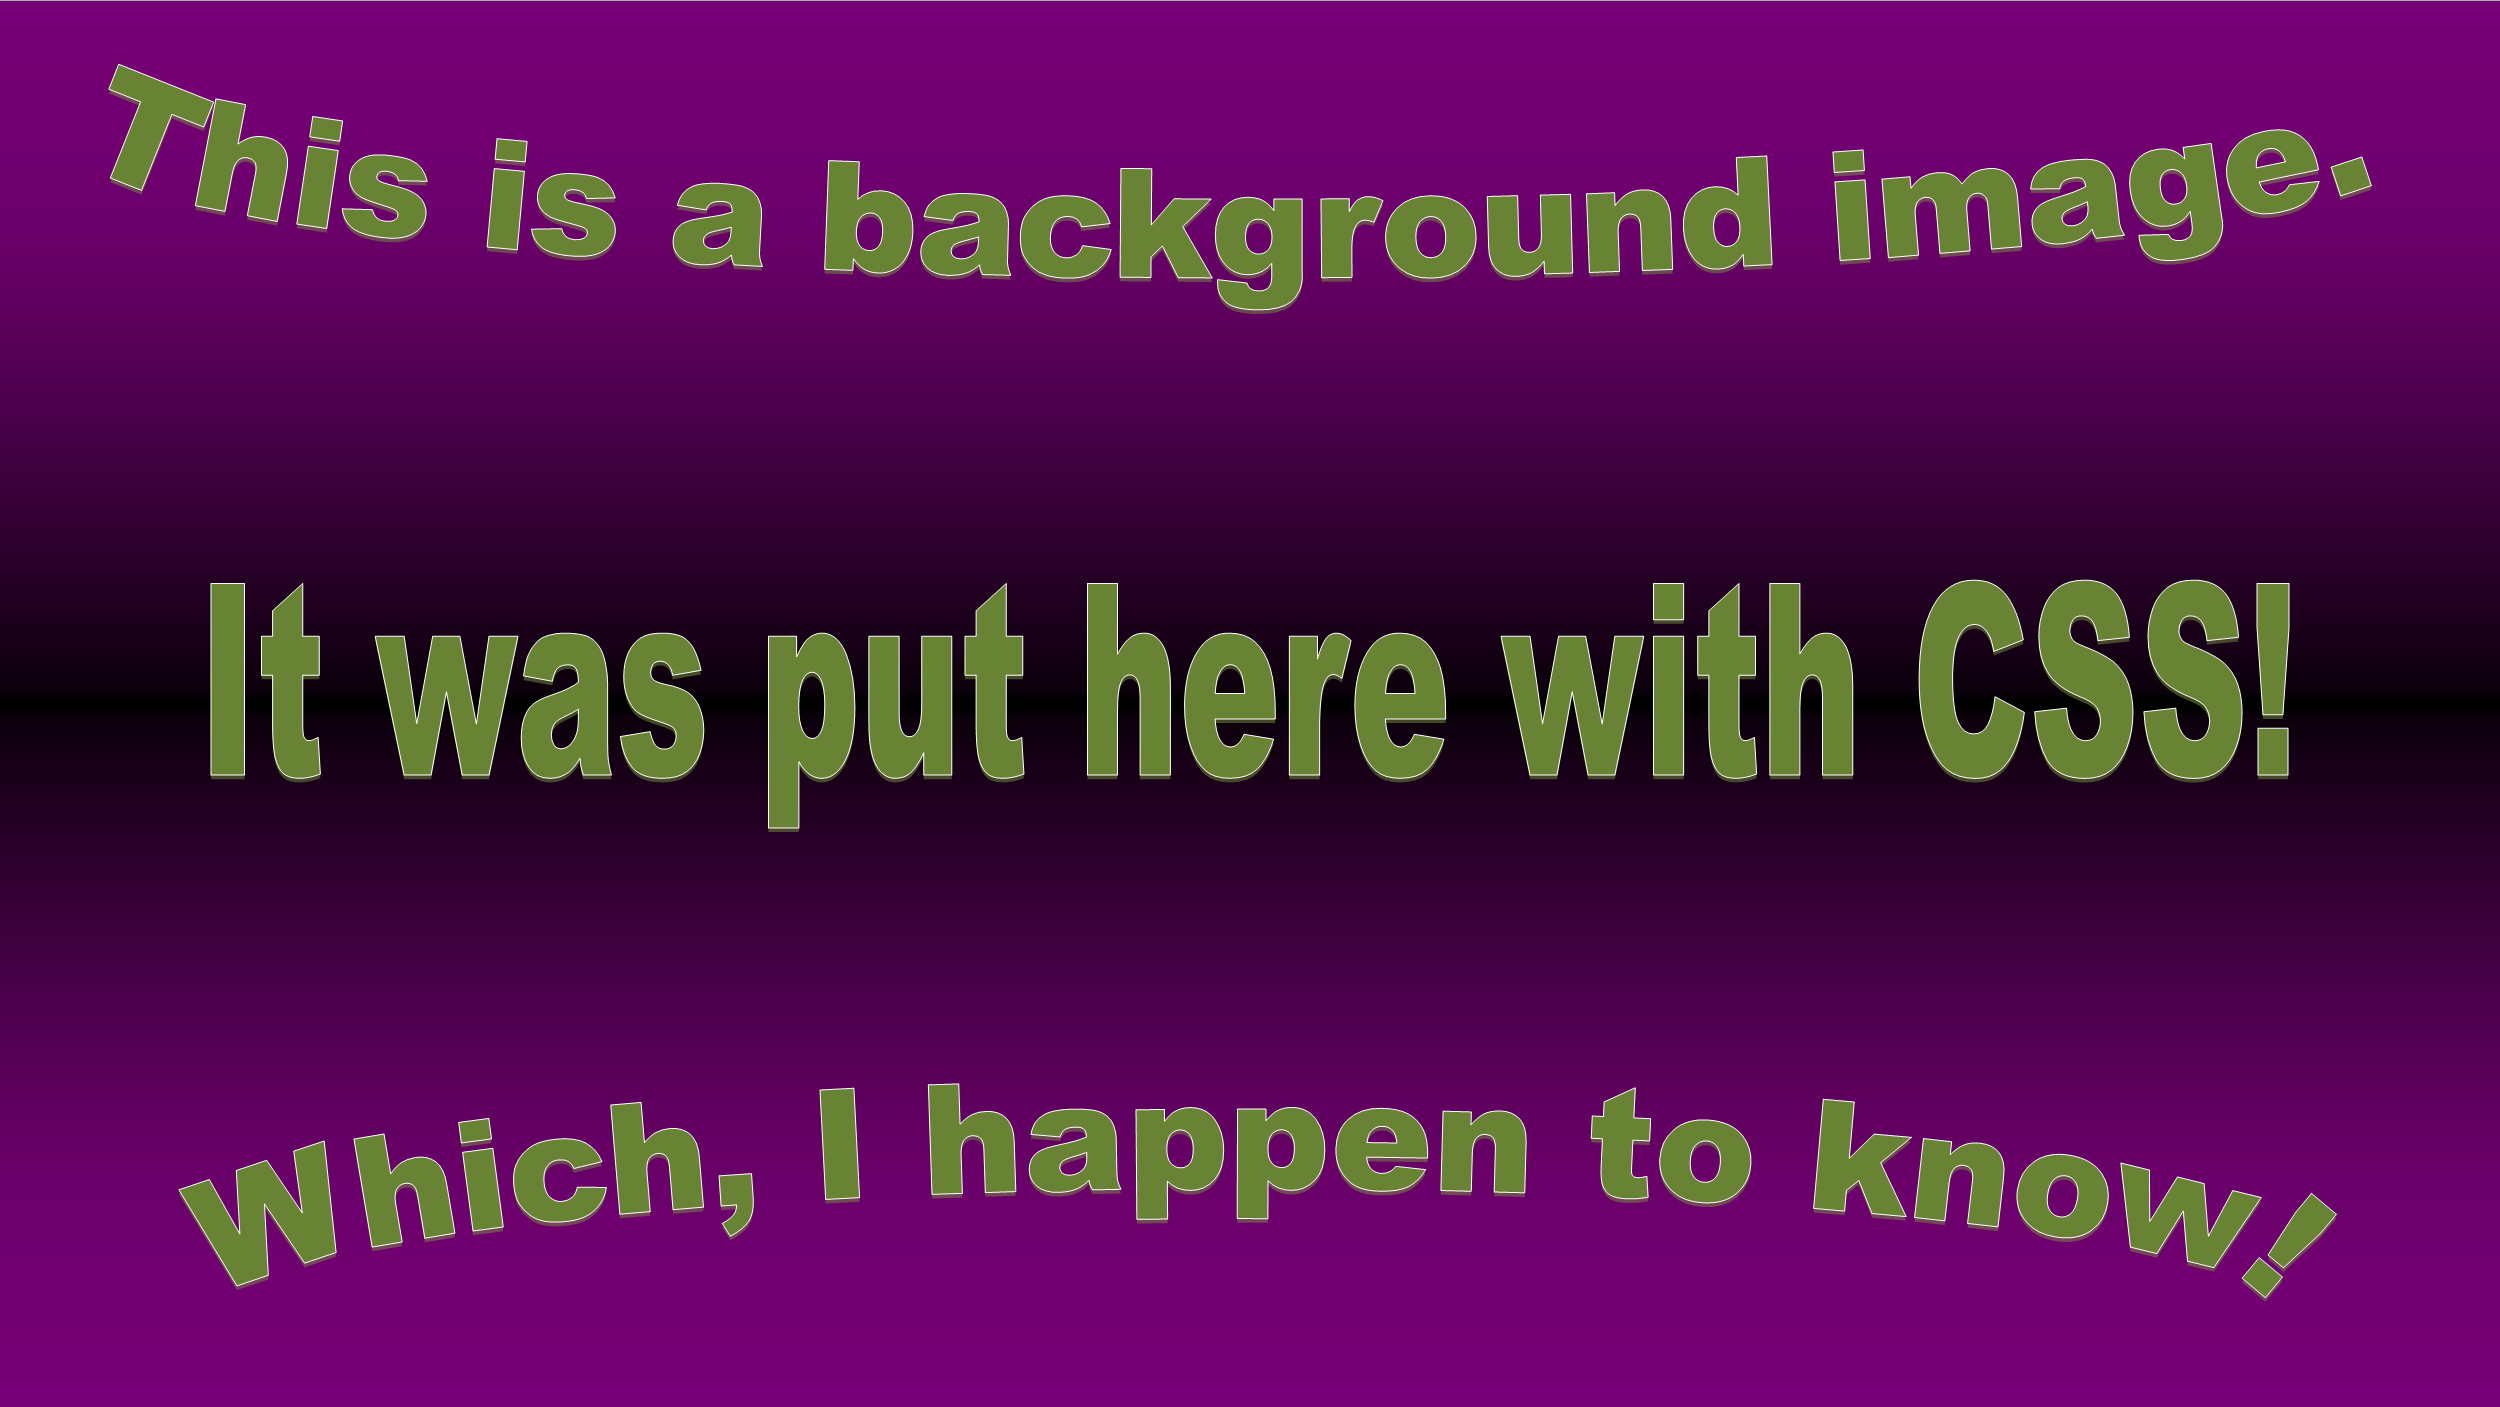 This is a background image.
It was put here with CSS!
Which, I happen to know!